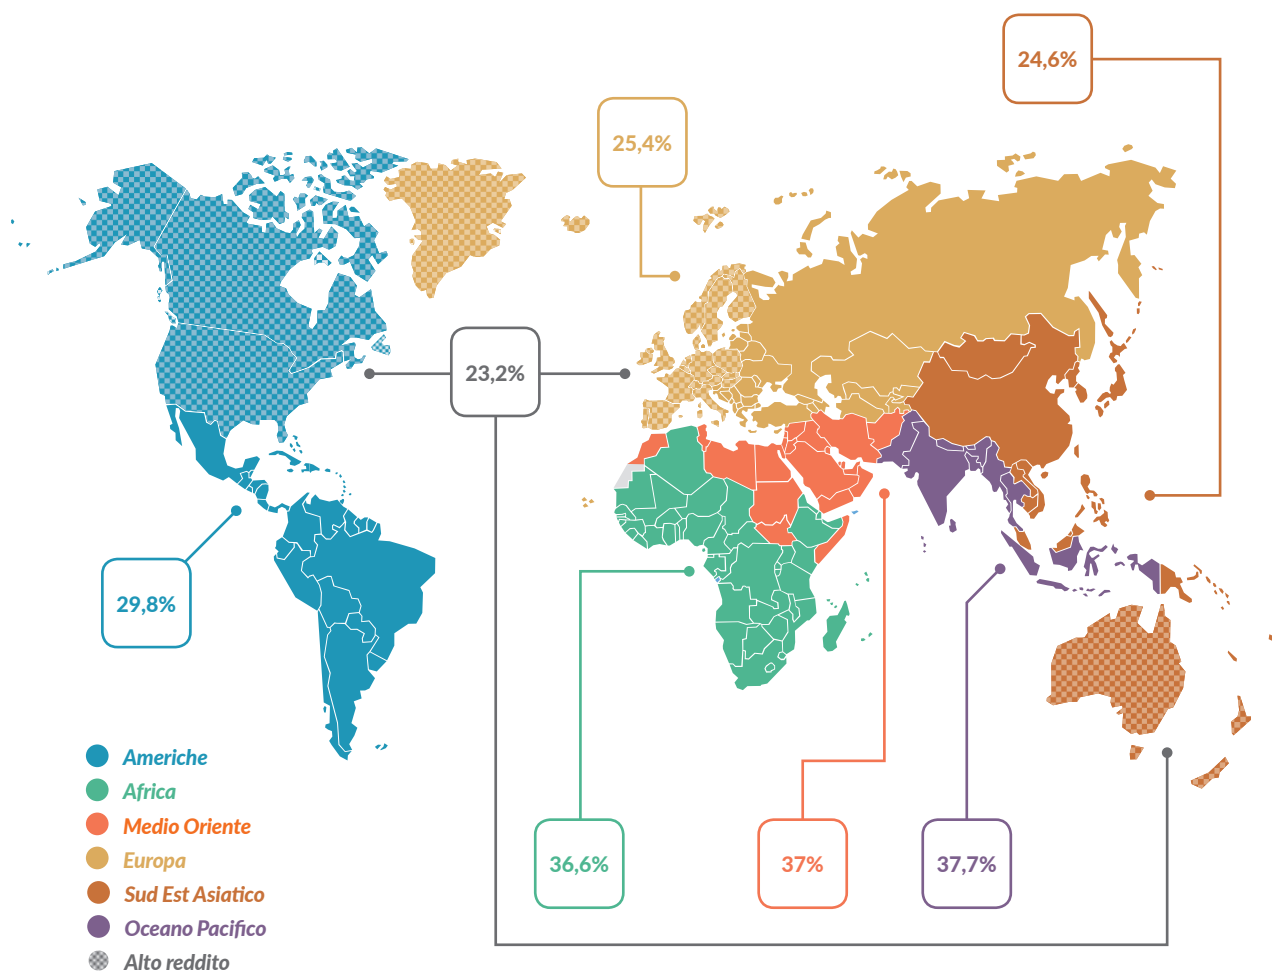 24,6%
25,4%
23,2%
29,8%
Americhe
Africa
Medio Oriente
Europa
Sud Est Asiatico
Oceano Pacifico
Alto reddito
36,6%
37%
37,7%